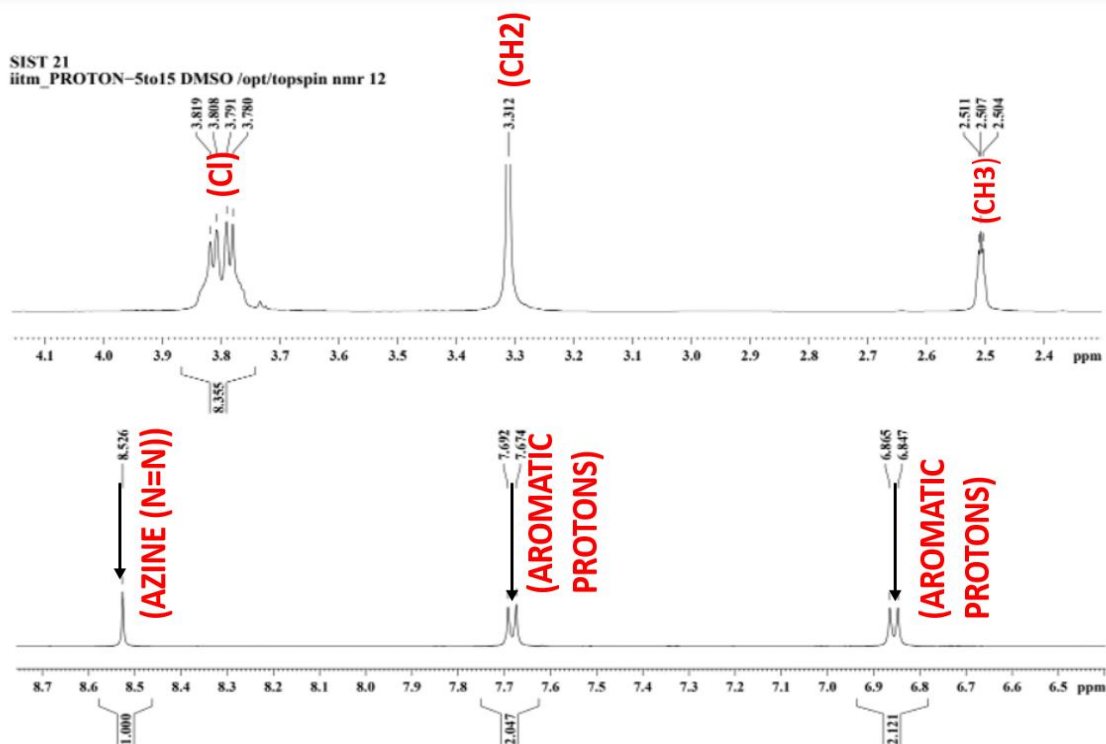 SIST 21
iitm_PROTON-5to15 DMSO /opt/topspin nmr 12
3.819
3.808
3.791
3.780
(Cl)
3.312
(CH2)
2.511
2.507
2.504
(CH3)
4.1 4.0 3.9 3.8 3.7 3.6 3.5 3.4 3.3 3.2 3.1 3.0 2.9 2.8 2.7 2.6 2.5 2.4 ppm
8.355
8.526
(AZINE (N=N))
7.692
7.674
(AROMATIC
PROTONS)
6.865
6.847
(AROMATIC
PROTONS)
8.7 8.6 8.5 8.4 8.3 8.2 8.1 8.0 7.9 7.8 7.7 7.6 7.5 7.4 7.3 7.2 7.1 7.0 6.9 6.8 6.7 6.6 6.5 ppm
1.000
2.047
2.121